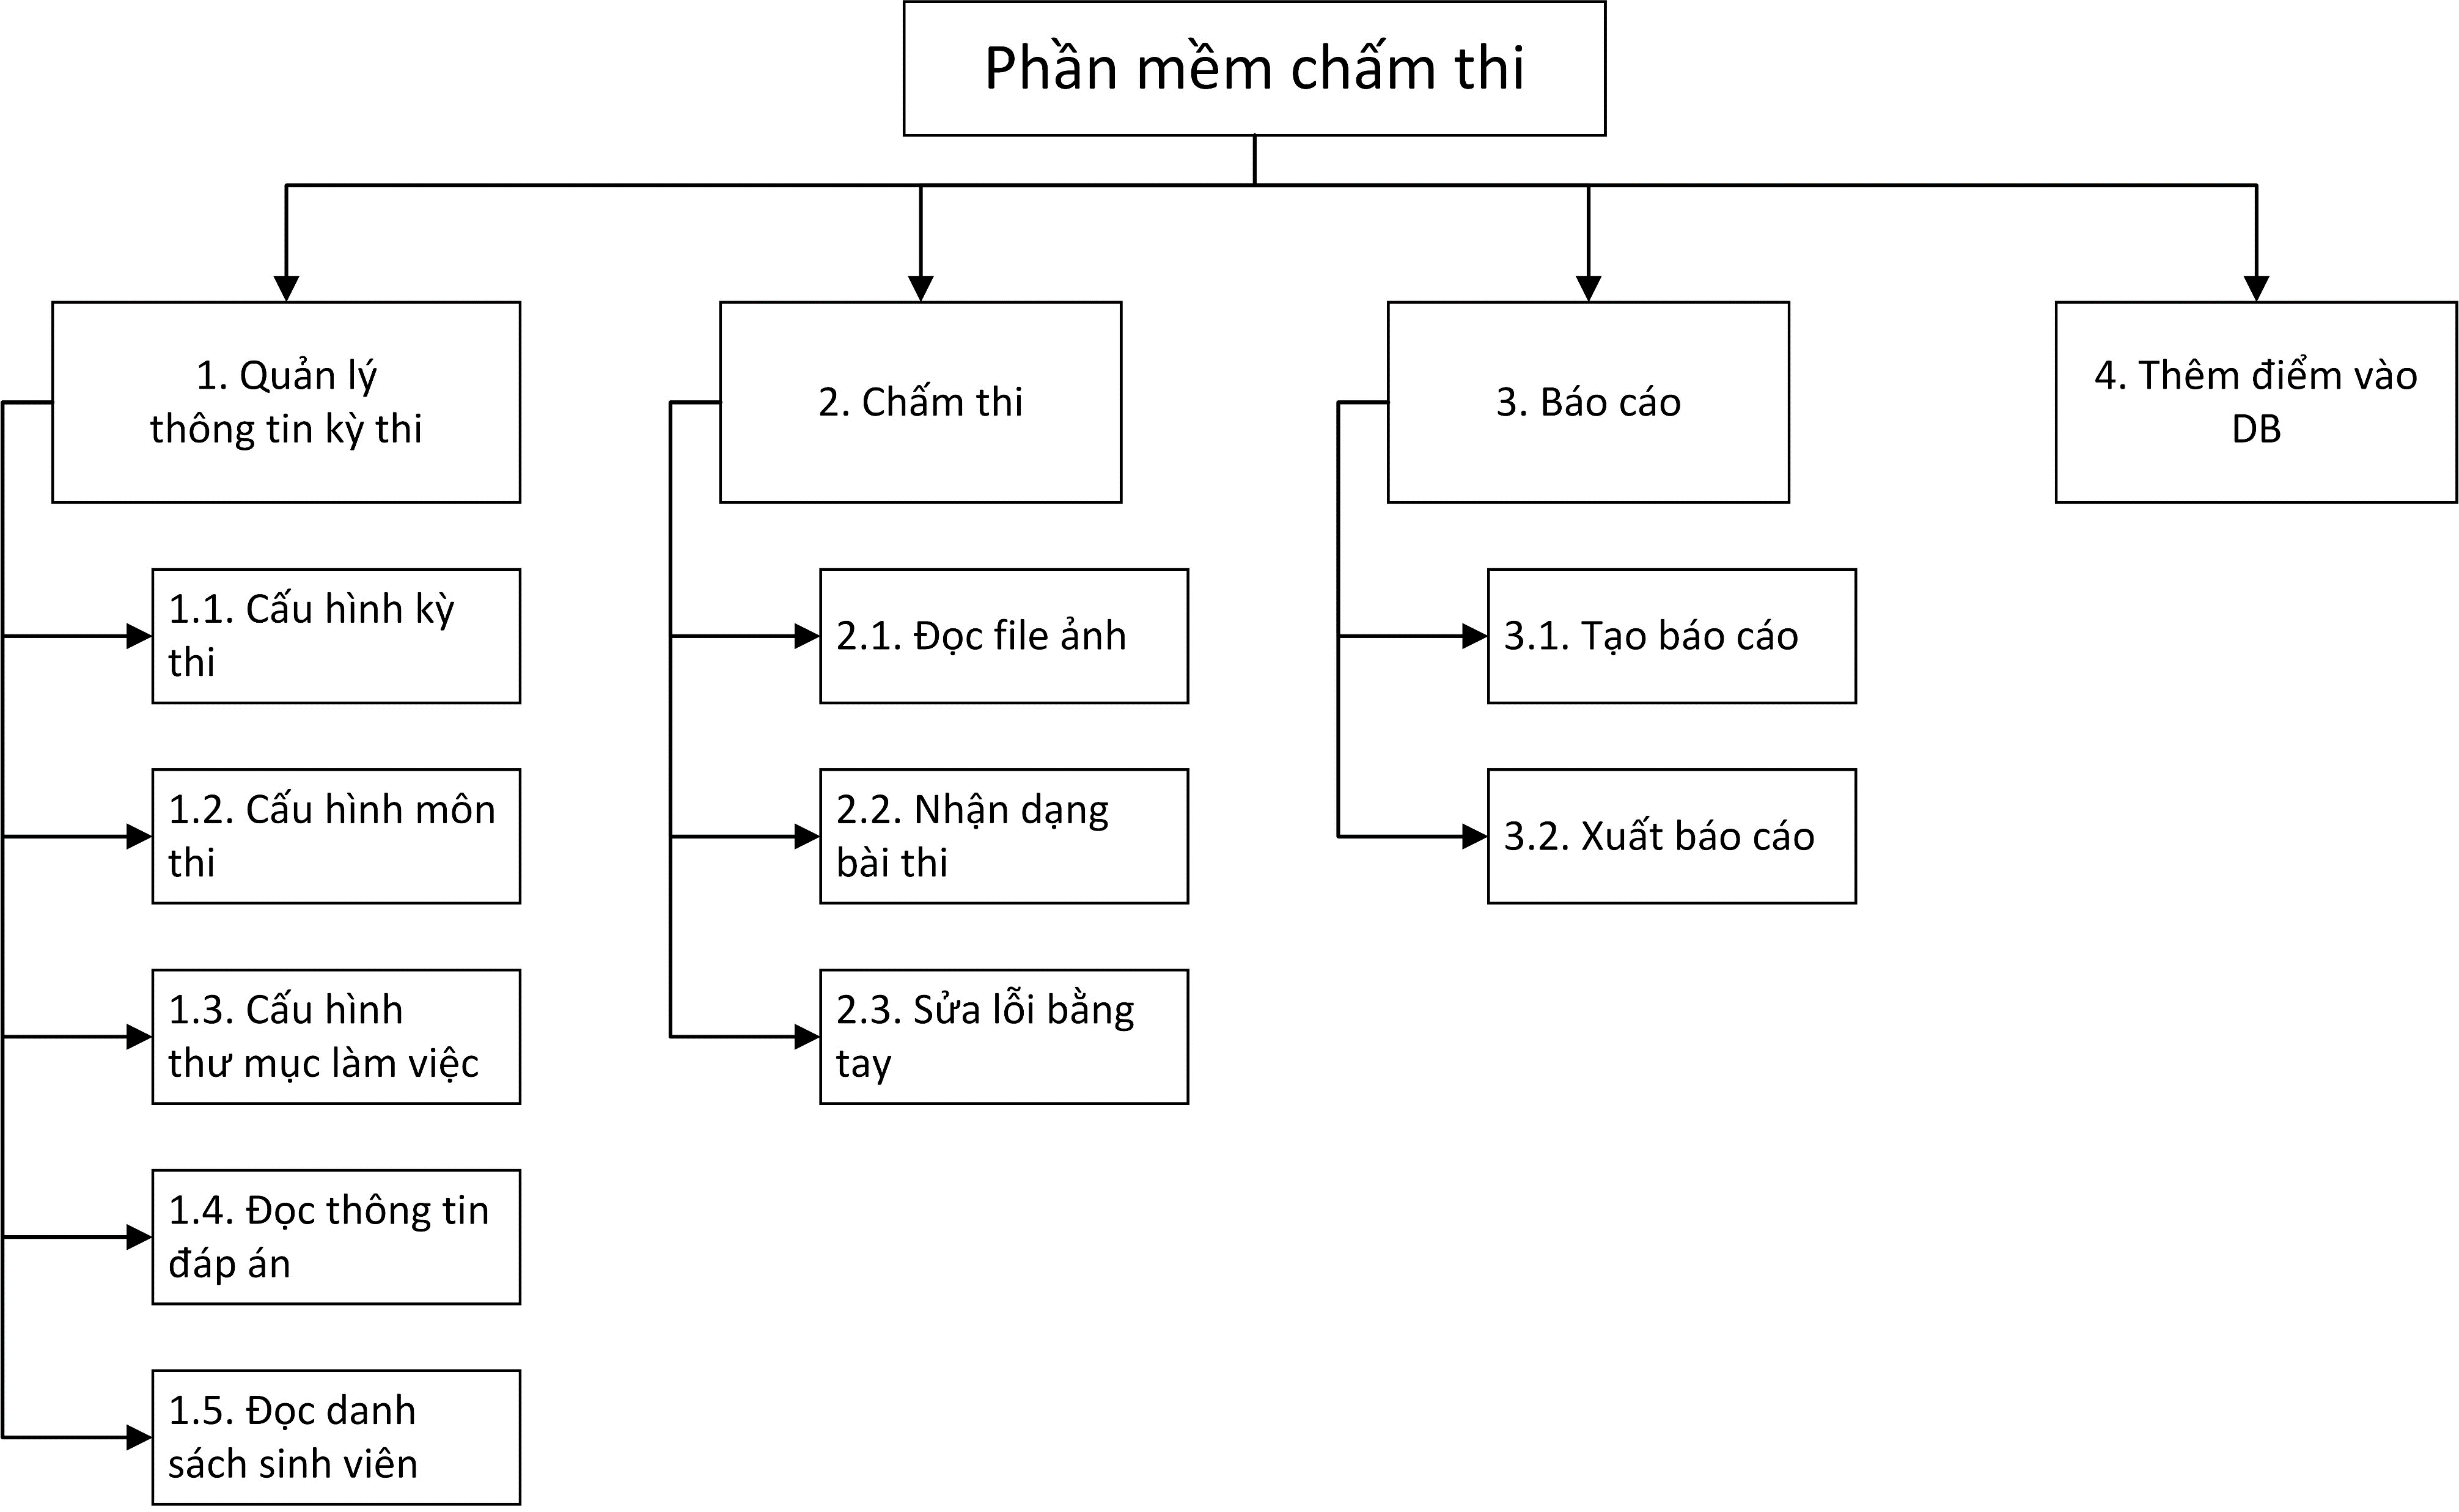 Phần mềm chấm thi
1. Quản lý
thông tin kỳ thi
2. Chấm thi
3. Báo cáo
4. Thêm điểm vào
DB
1.1. Cấu hình kỳ
thi
1.2. Cấu hình môn
thi
1.3. Cấu hình
thư mục làm việc
1.4. Đọc thông tin
đáp án
1.5. Đọc danh
sách sinh viên
2.1. Đọc file ảnh
2.2. Nhận dạng
bài thi
2.3. Sửa lỗi bằng
tay
3.1. Tạo báo cáo
3.2. Xuất báo cáo